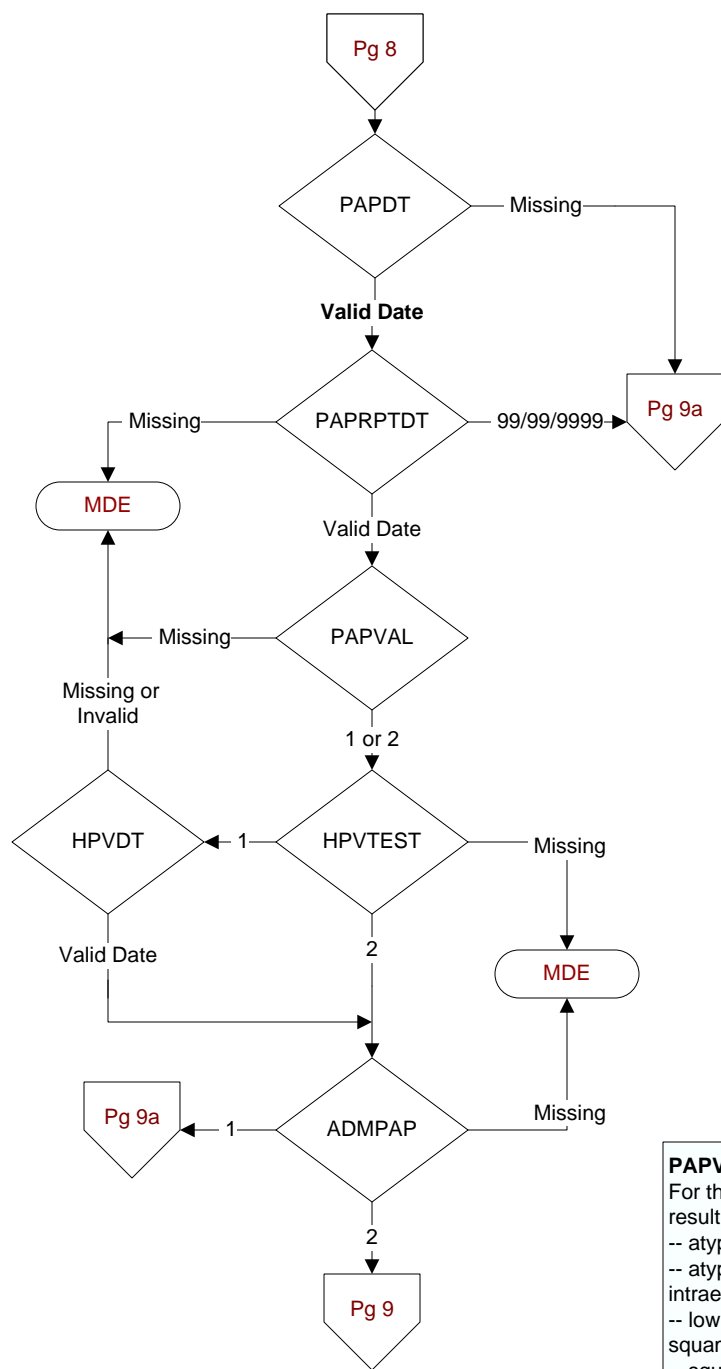 Pg 8
PAPDT
Missing
Valid Date
PAPRPTDT
Missing
99/99/9999
Pg 9a
MDE
Valid Date
PAPVAL
Missing
Missing or
Invalid
1 or 2
HPVDT
1
HPVTEST
Missing
Valid Date
2
MDE
Pg 9a
1
ADMPAP
Missing
2
Pg 9
For th
result
-- atyp
-- atyp
intrae
-- low
squan